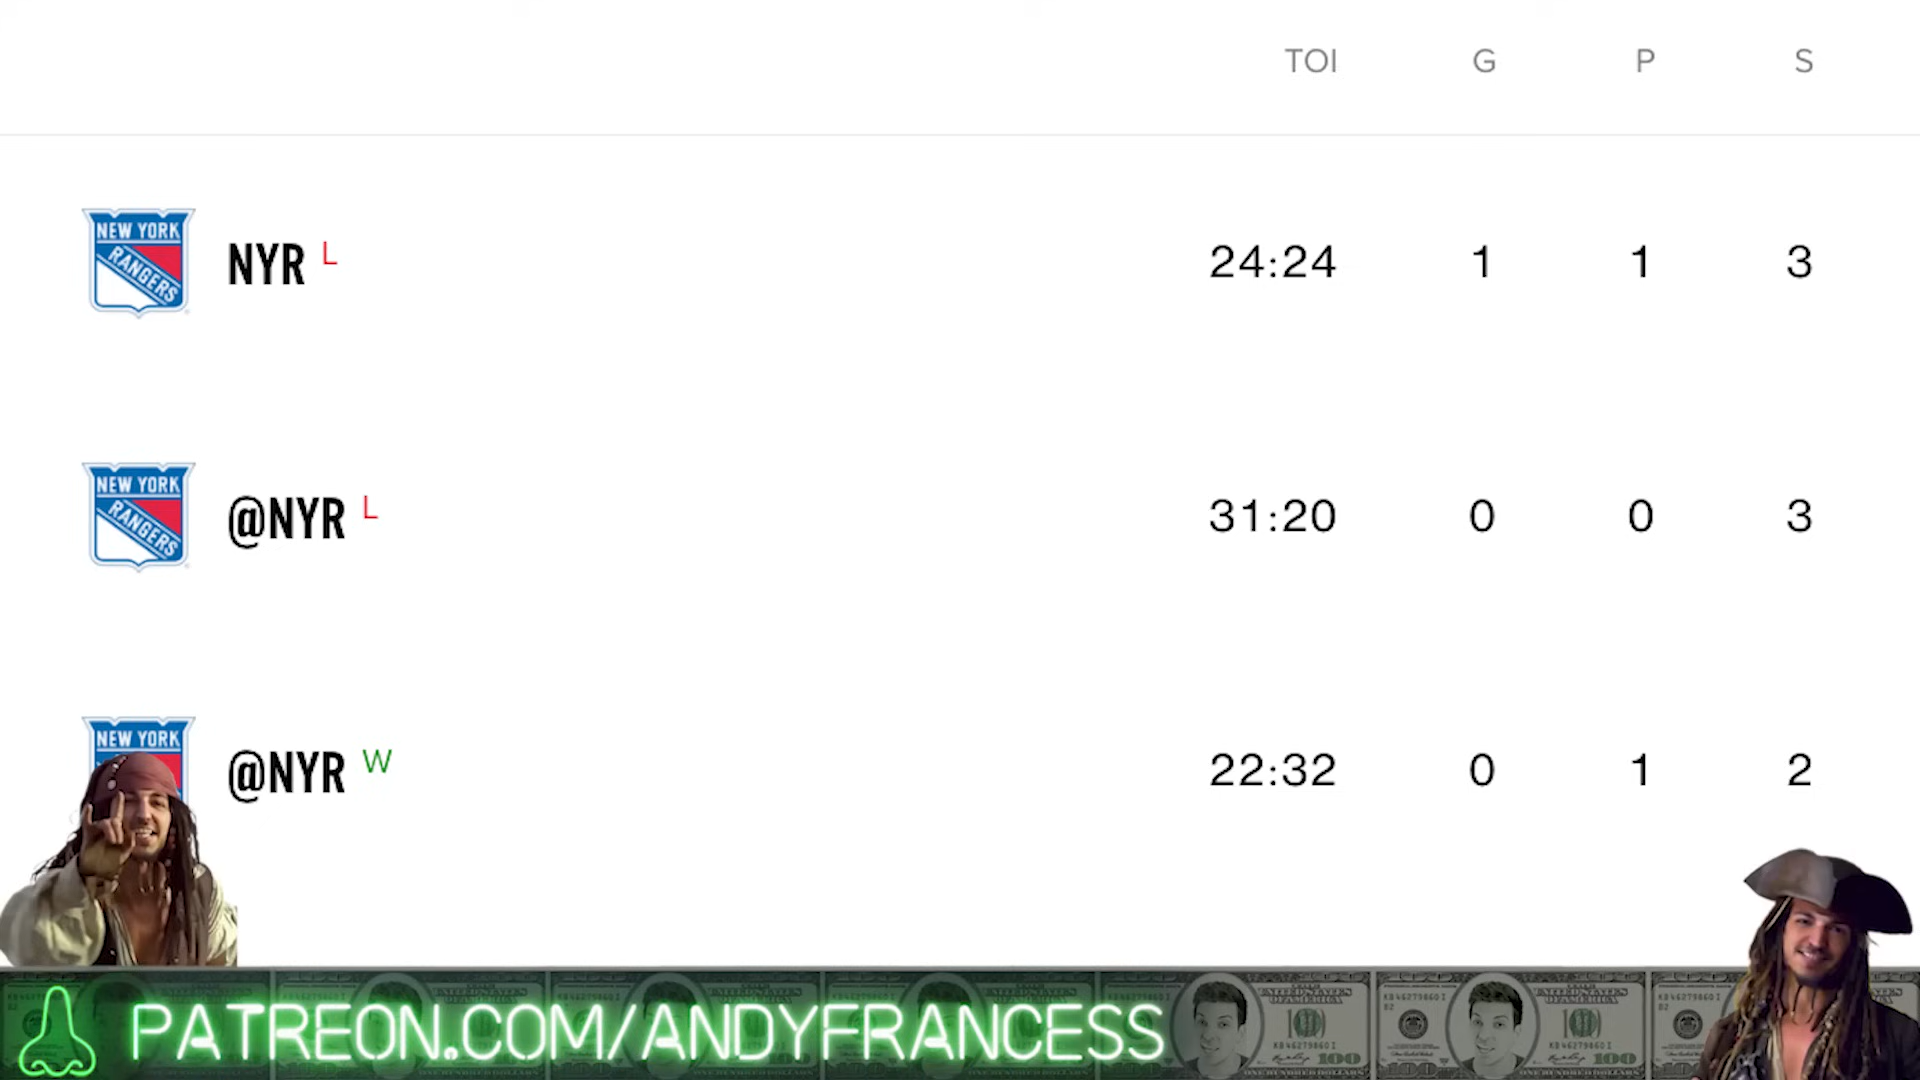 TOI G P S
NEW YORK
RANGERS
NYR L 24:24 1 1 3
NEW YORK
RANGERS
@NYR L 31:20 0 0 3
NEW YORK
@NYR W 22:32 0 1 2
PATREON.COM/ANDYFRANCESS